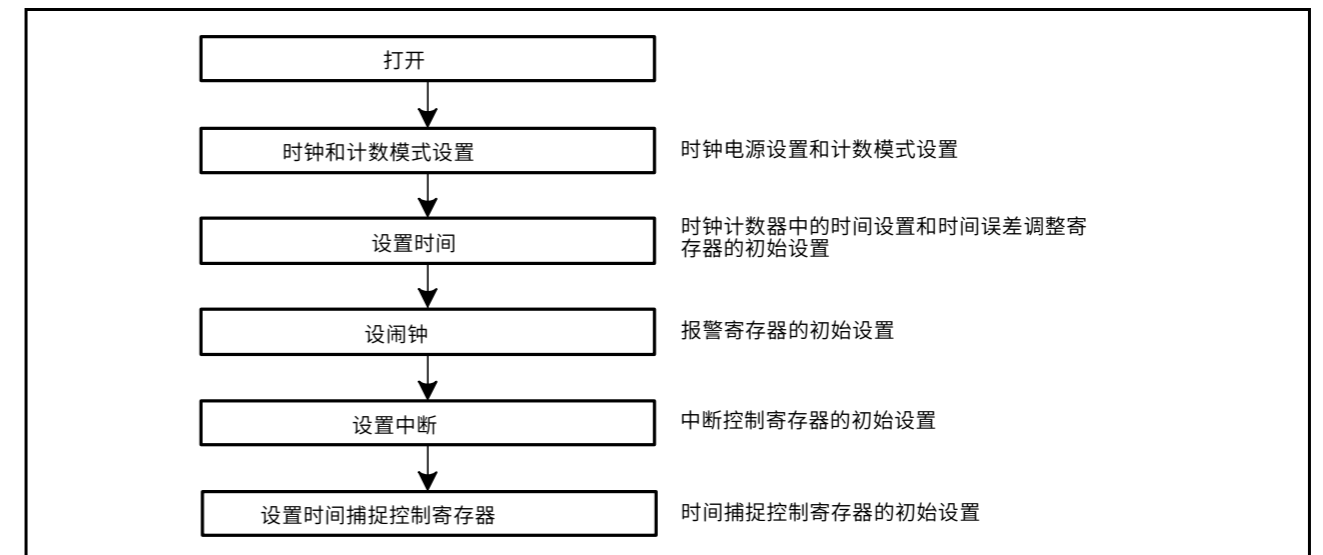 打开
时钟和计数模式设置
时钟电源设置和计数模式设置
设置时间
时钟计数器中的时间设置和时间误差调整寄
存器的初始设置
设闹钟
报警寄存器的初始设置
设置中断
中断控制寄存器的初始设置
设置时间捕捉控制寄存器
时间捕捉控制寄存器的初始设置